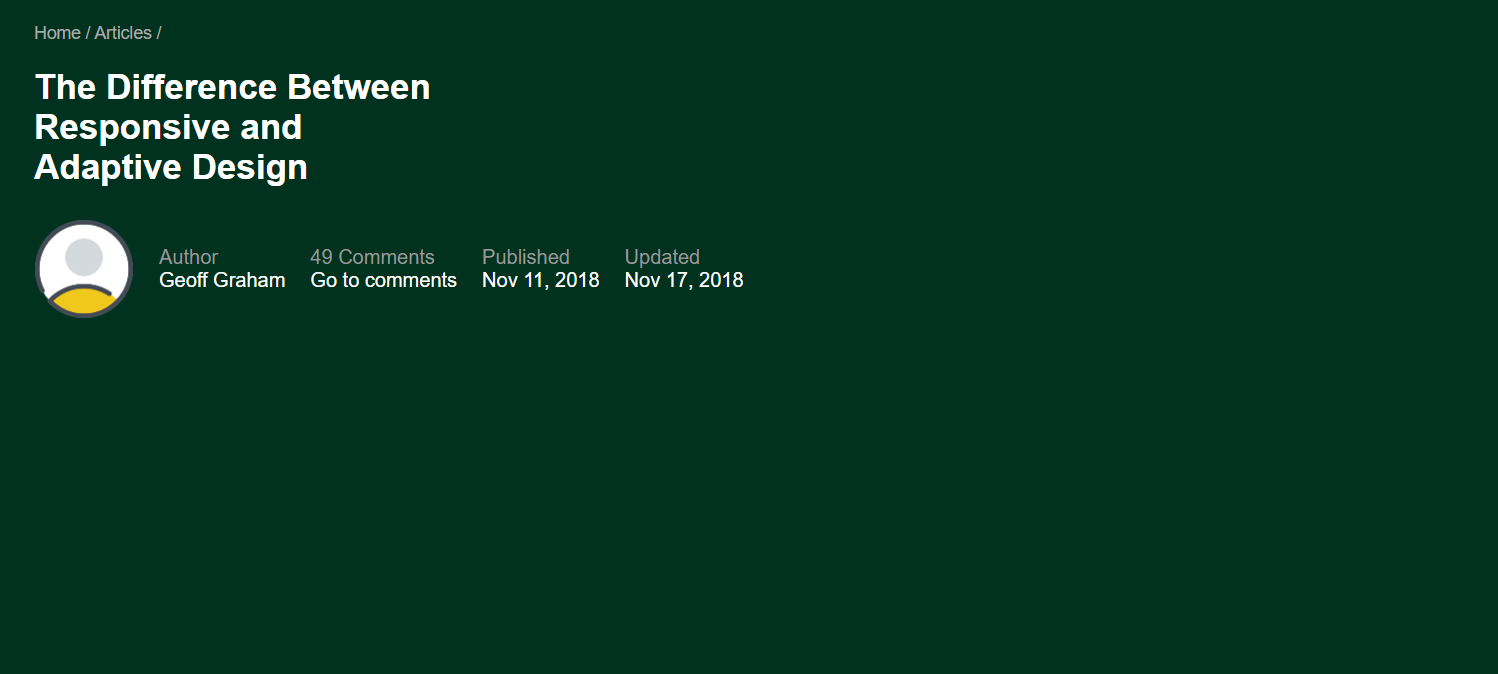 Home / Articles /
The Difference Between
Responsive and
Adaptive Design
Author
Geoff Graham
49 Comments
Go to comments
Published
Nov 11, 2018
Updated
Nov 17, 2018